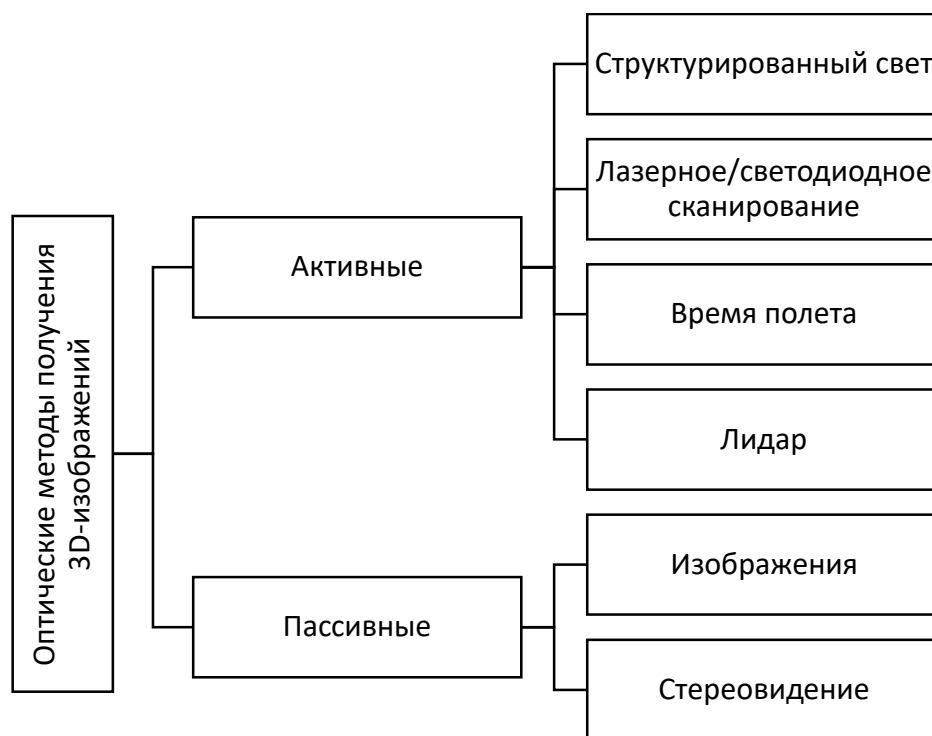 Оптические методы получения
3D-изображений
Активные
Структурированный свет
Лазерное/светодиодное
сканирование
Время полета
Лидар
Пассивные
Изображения
Стереовидение